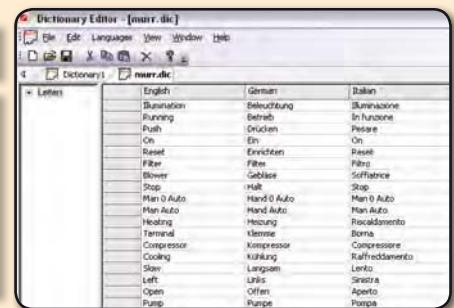 Dictionary Editor - [murr.dic]
File Edit Languages View Window Help
Dictionary1 murr.dic
Letters
English German Italian
Illumination Beleuchtung Illuminazione
Running Betrieb In funzione
Push Drücken Pesare
On Ein On
Reset Einrichten Reset
Filter Filter Filtro
Blower Gebläse Soffiatrice
Stop Halt Stop
Man 0 Auto Hand 0 Auto Man 0 Auto
Man Auto Hand Auto Man Auto
Heating Heizung Riscaldamento
Terminal Klemme Borna
Compressor Kompressor Compressore
Cooling Kühlung Raffreddamento
Slow Langsam Lento
Left Links Sinistra
Open Offen Aperto
Pump Pumpe Pompa